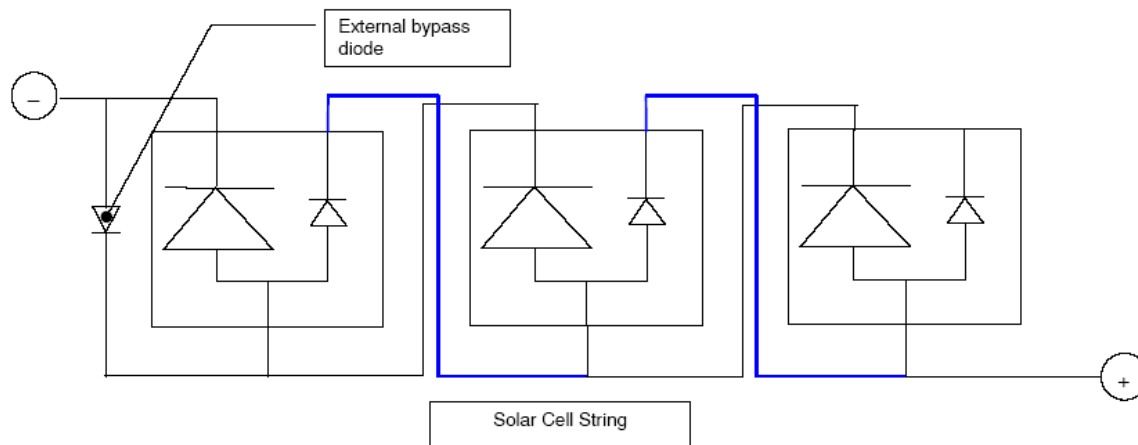 External bypass
diode
–
+
Solar Cell String